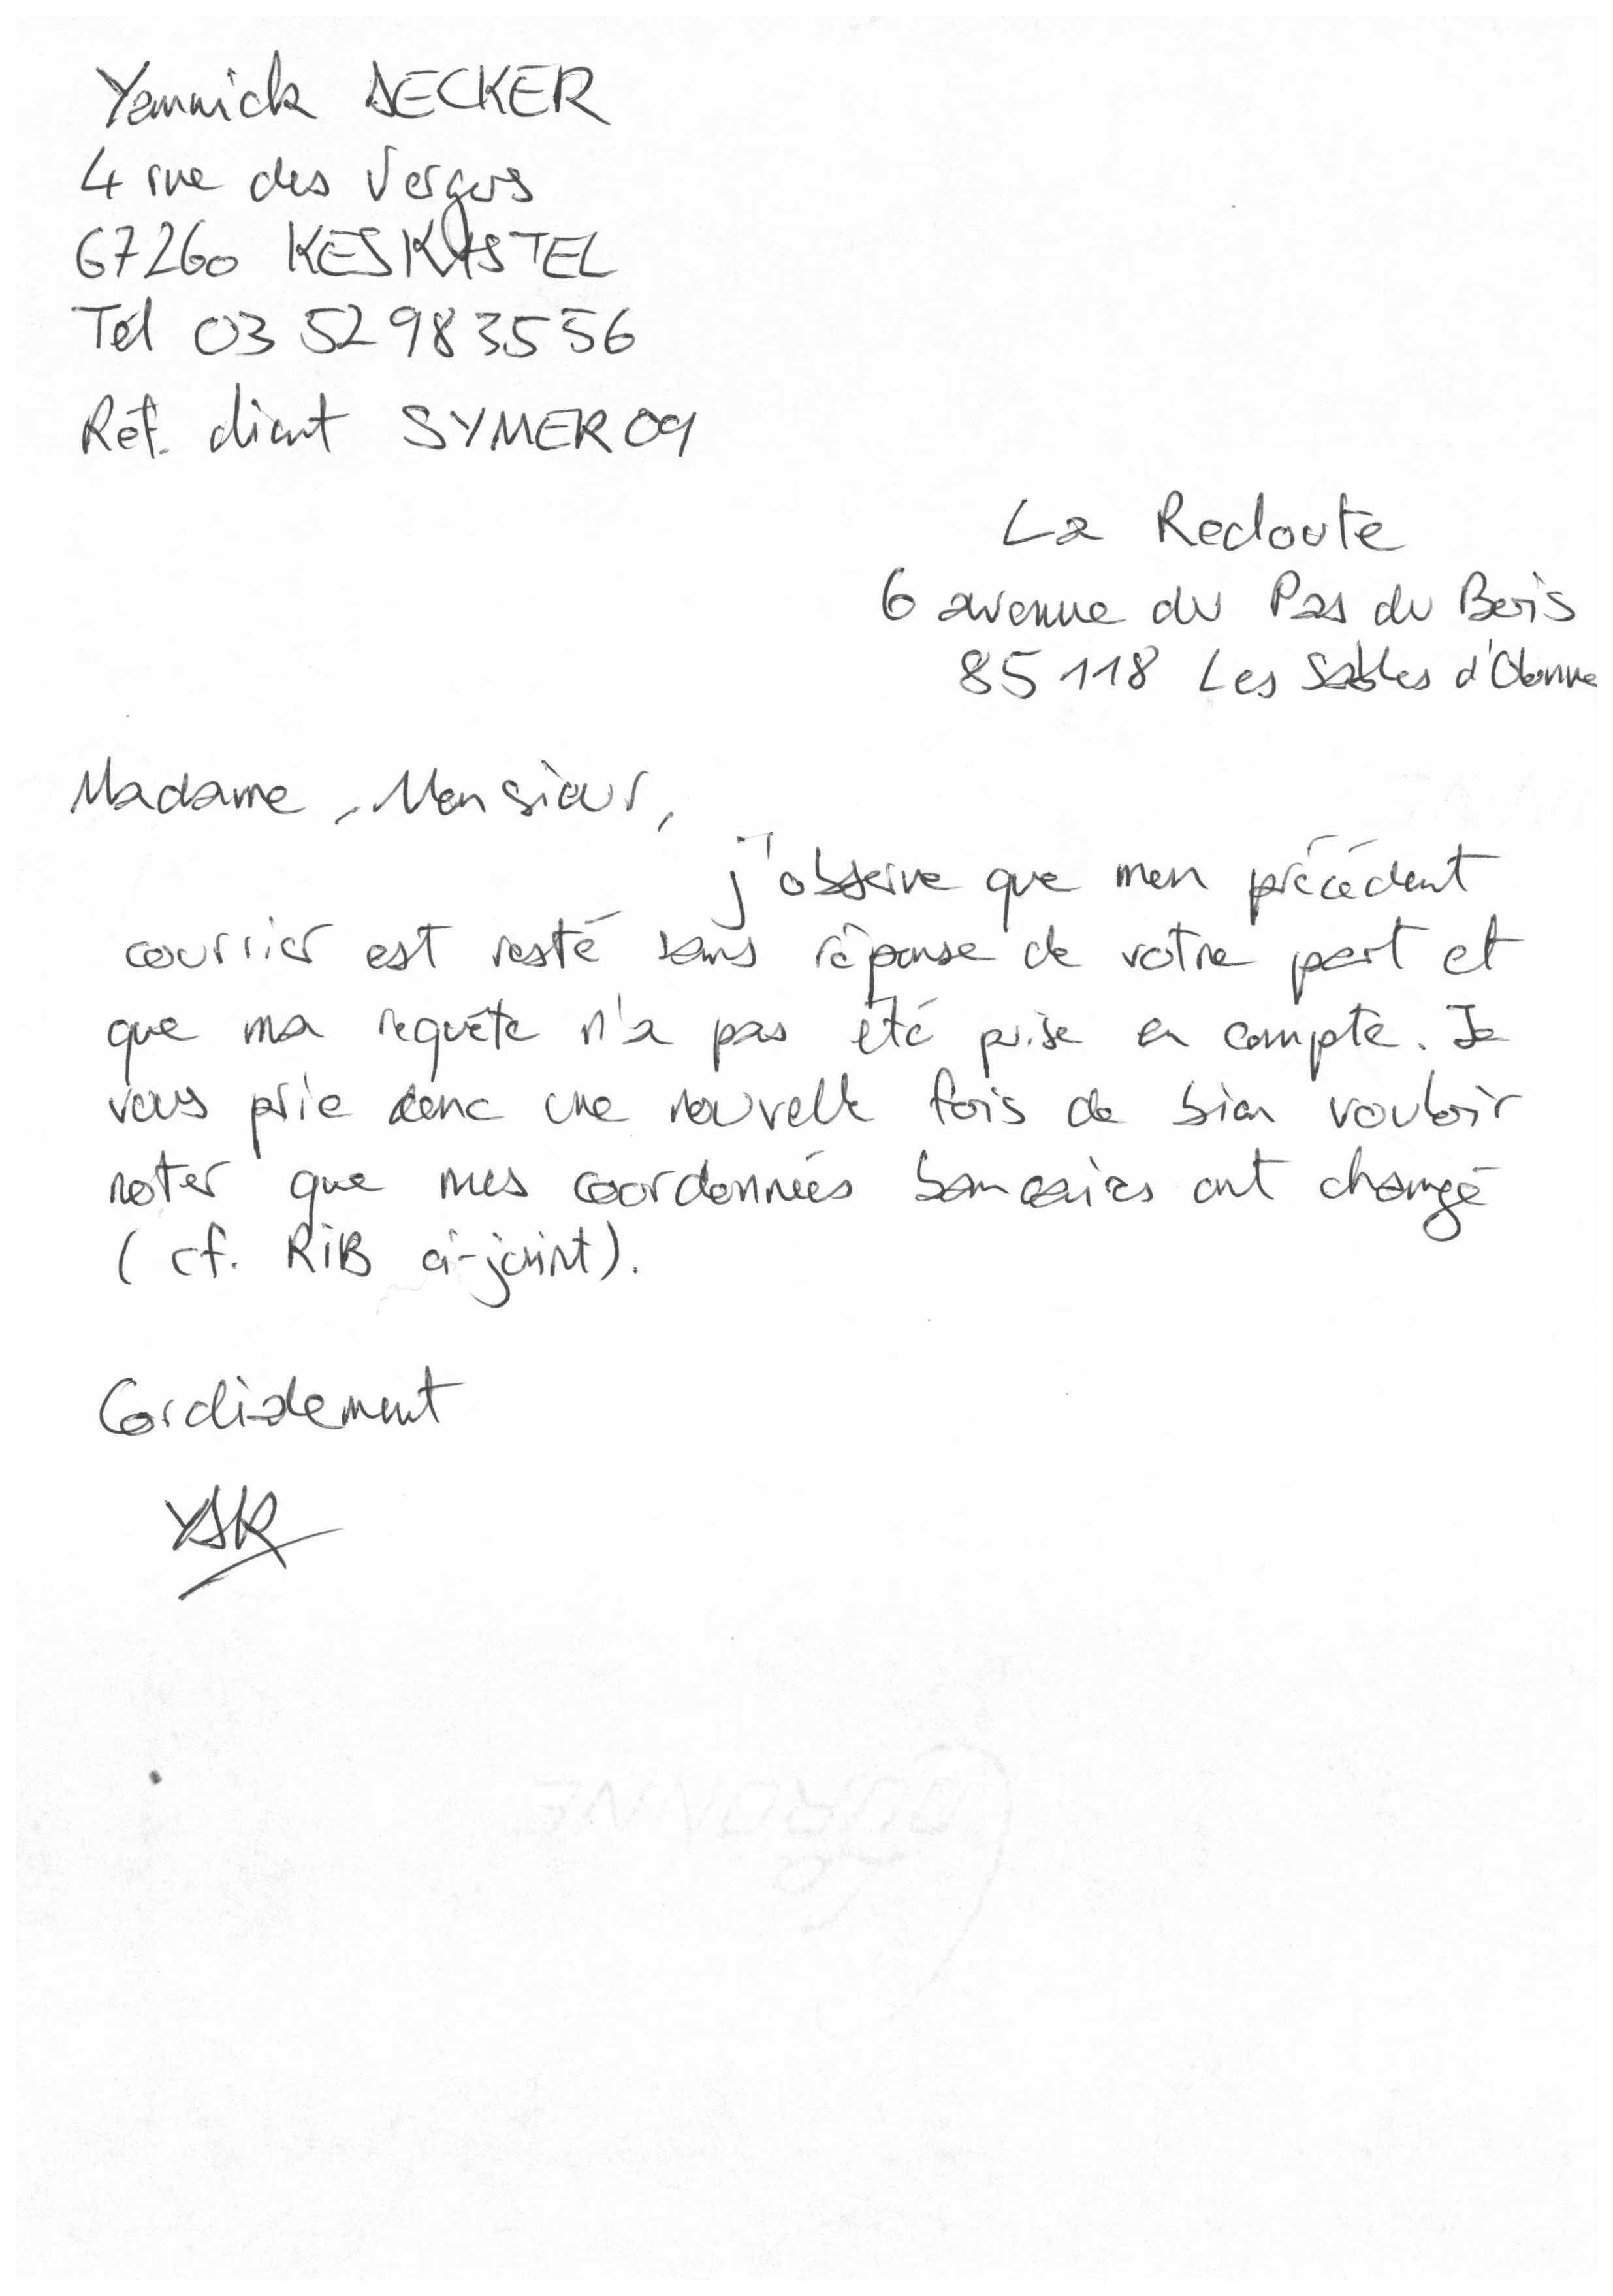 Yannick DECKER
4 rue des Vergers
67260 KESKASTEL
Tél 03 52 98 35 56
Réf. client SYMER09
La Redoute
6 avenue du Pas du Bois
85118 Les Sables d'Olonne
Madame, Monsieur,
j'observe que mon précédent
courrier est resté sans réponse de votre part et
que ma requête n'a pas été prise en compte. Je
vous prie donc une nouvelle fois de bien vouloir
noter que mes coordonnées bancaires ont changé
(cf. RiB ci-joint).
Cordialement